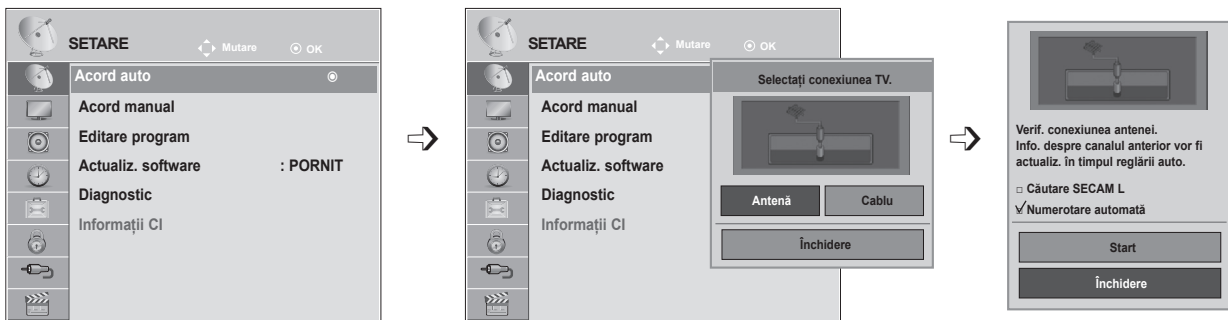 SETARE
Mutare
OK
Acord auto
Acord manual
Editare program
Actualiz. software : PORNIT
Diagnostic
Informații CI
SETARE
Mutare
OK
Acord auto
Acord manual
Editare program
Actualiz. software
Diagnostic
Informații CI
Selectați conexiunea TV.
Antenă
Cablu
Închidere
Verif. conexiunea antenei.
Info. despre canalul anterior vor fi
actualiz. în timpul reglării auto.
Căutare SECAM L
Numerotare automată
Start
Închidere